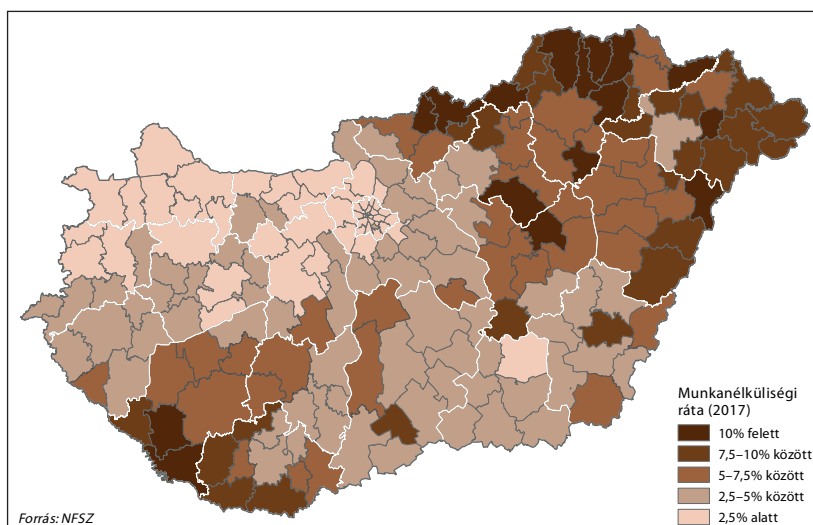 Munkanélküliségi
ráta (2017)
10% felett
7,5–10% között
5–7,5% között
2,5–5% között
2,5% alatt
Forrás: NFSZ